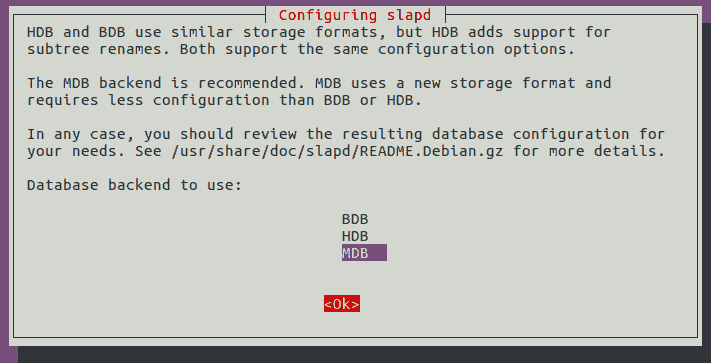 Configuring slapd
HDB and BDB use similar storage formats, but HDB adds support for
subtree renames. Both support the same configuration options.
The MDB backend is recommended. MDB uses a new storage format and
requires less configuration than BDB or HDB.
In any case, you should review the resulting database configuration for
your needs. See /usr/share/doc/slapd/README.Debian.gz for more details.
Database backend to use:
BDB
HDB
MDB
<Ok>